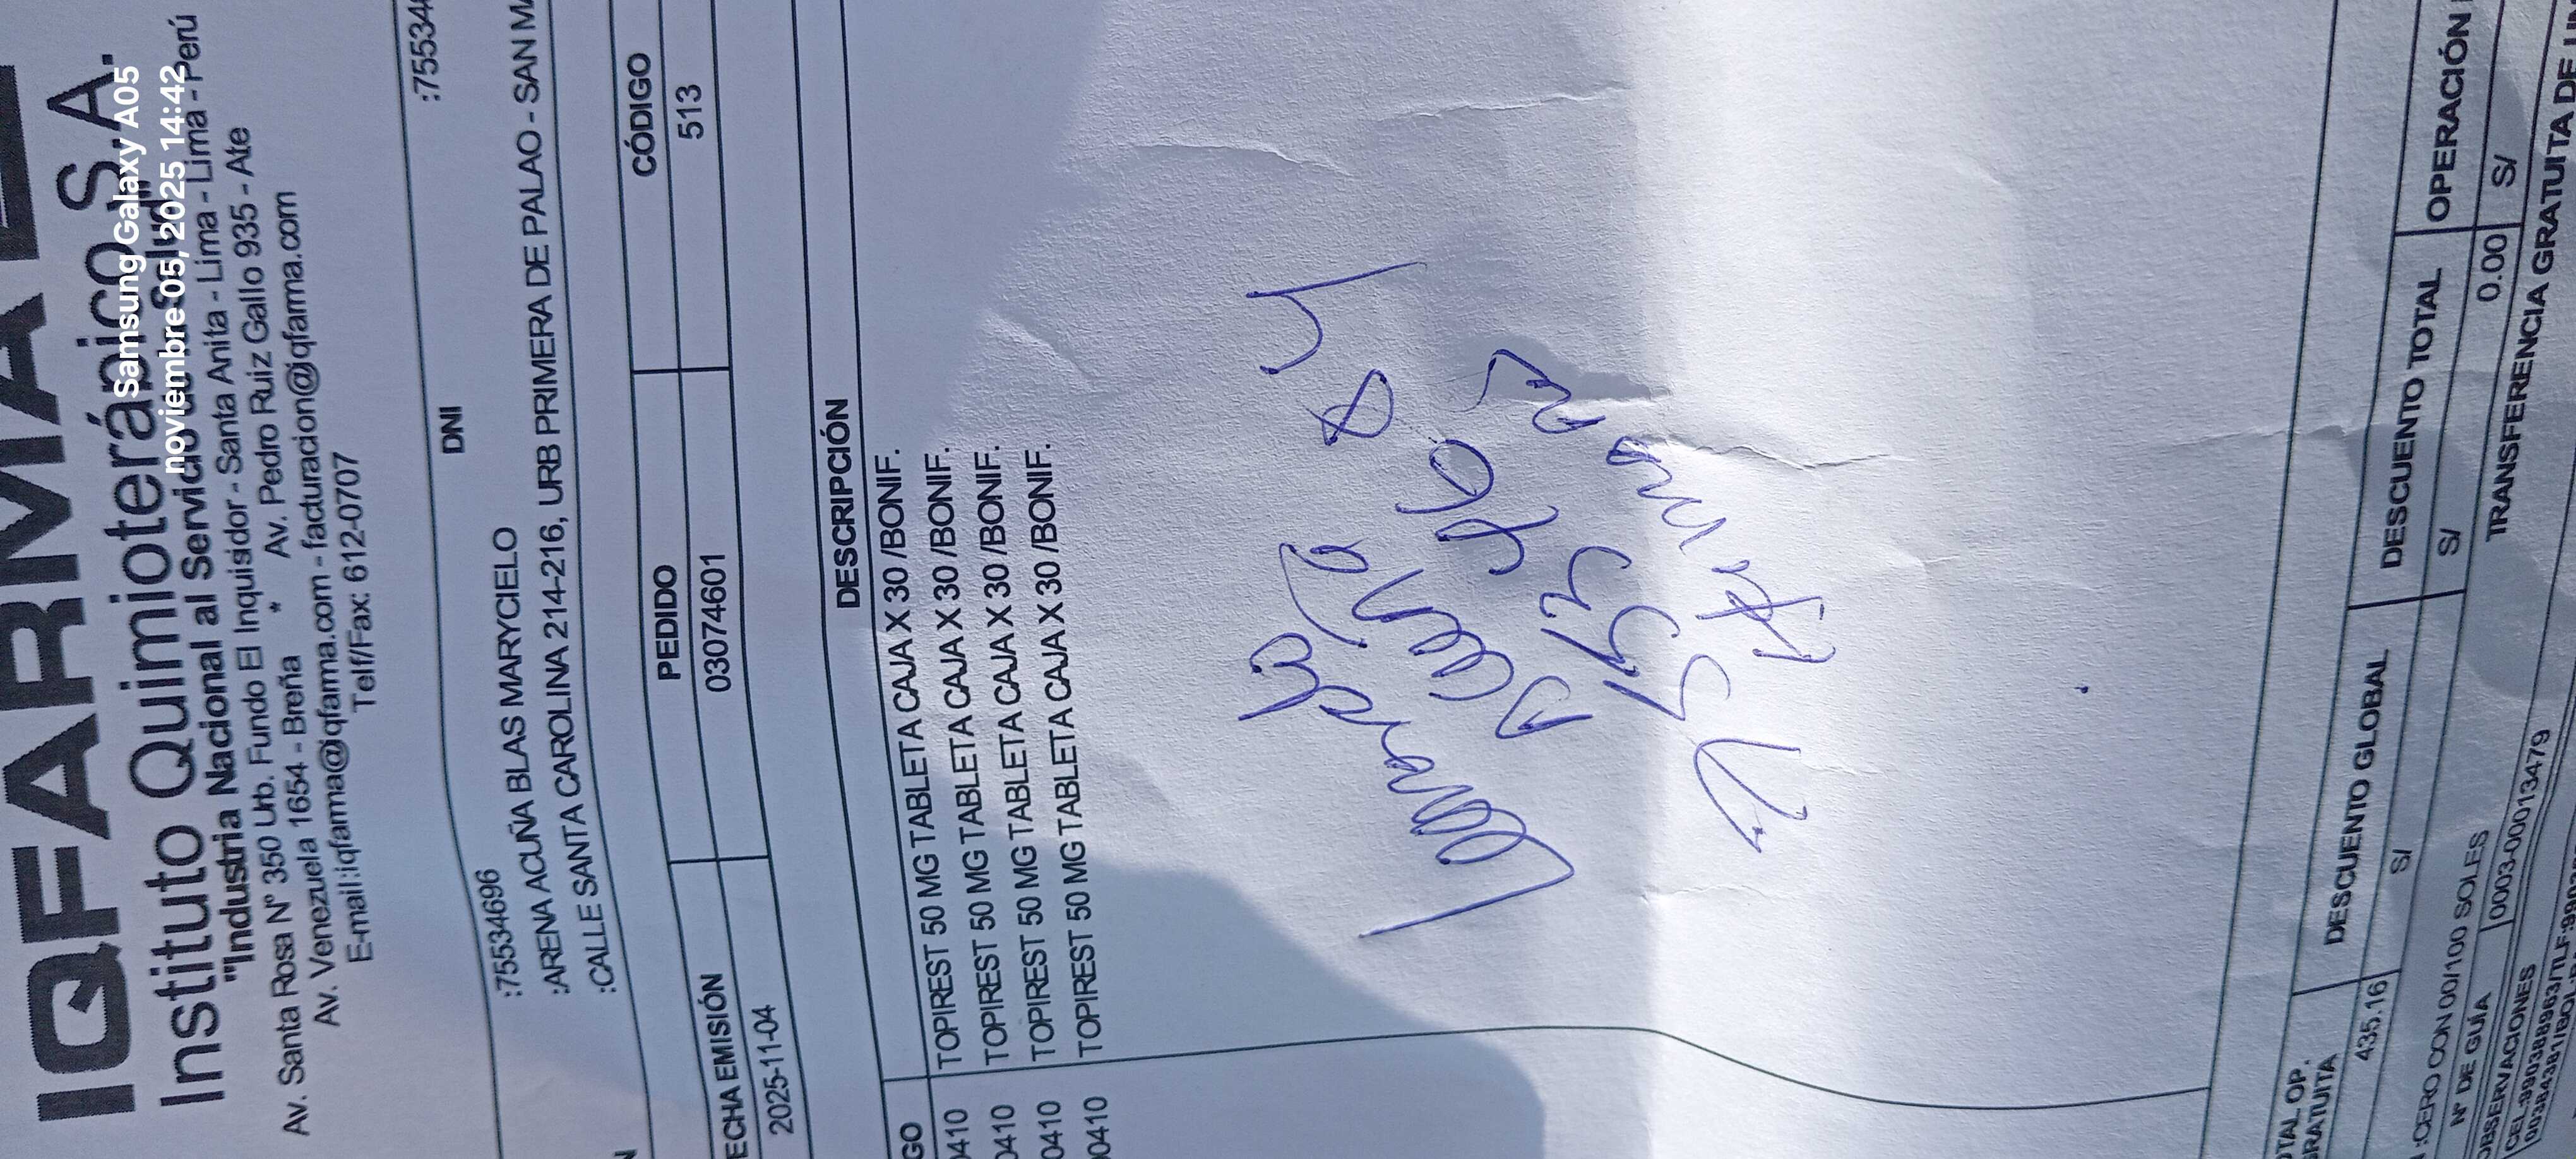 IQFARMA
Instituto Quimioterápico S.A.
"Industria Nacional al Servicio de su Salud"
Av. Santa Rosa N° 350 Urb. Fundo El Inquisidor - Santa Anita - Lima - Lima - Perú
Av. Venezuela 1654 - Breña * Av. Pedro Ruiz Gallo 935 - Ate
E-mail:iqfarma@iqfarma.com - facturacion@iqfarma.com
Telf/Fax: 612-0707
Samsung Galaxy A05
noviembre 05, 2025 14:42
:75534696 DNI :75534
:ARENA ACUÑA BLAS MARYCIELO
:CALLE SANTA CAROLINA 214-216, URB PRIMERA DE PALAO - SAN MA
ECHA EMISIÓN PEDIDO CÓDIGO
2025-11-04 03074601 513
GO DESCRIPCIÓN
0410 TOPIREST 50 MG TABLETA CAJA X 30 /BONIF.
0410 TOPIREST 50 MG TABLETA CAJA X 30 /BONIF.
0410 TOPIREST 50 MG TABLETA CAJA X 30 /BONIF.
0410 TOPIREST 50 MG TABLETA CAJA X 30 /BONIF.
OTAL OP. GRATUITA DESCUENTO GLOBAL DESCUENTO TOTAL OPERACIÓN
435.16 S/ S/ 0.00 S/
:CERO CON 00/100 SOLES TRANSFERENCIA GRATUITA DE
N° DE GUÍA 0003-000013479
OBSERVACIONES